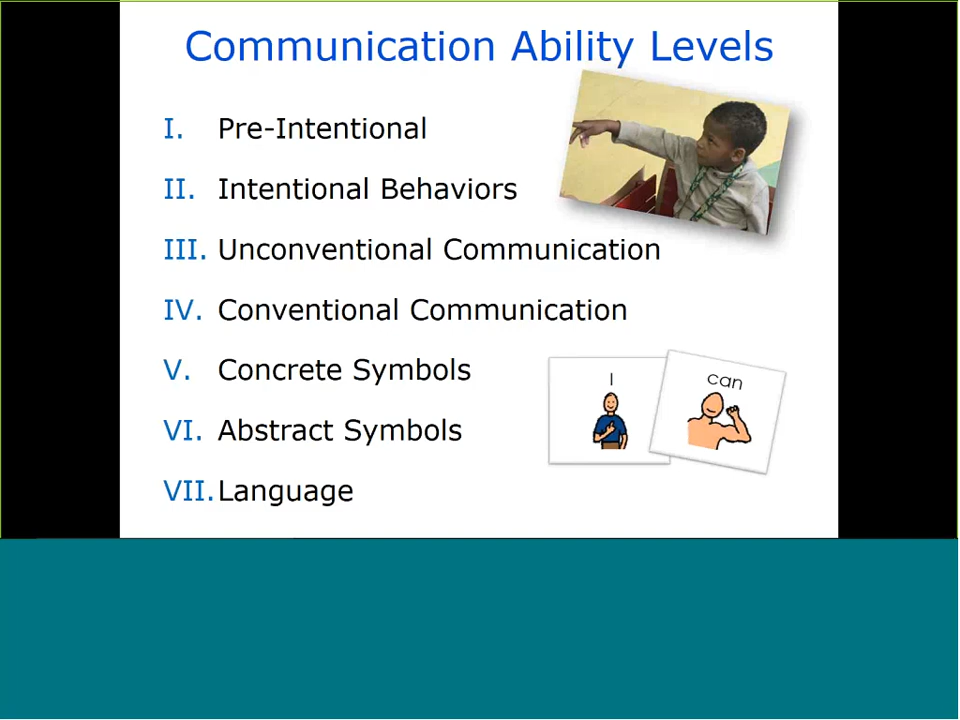 Communication Ability Levels
I. Pre-Intentional
II. Intentional Behaviors
III. Unconventional Communication
IV. Conventional Communication
V. Concrete Symbols
VI. Abstract Symbols
VII. Language
I
can